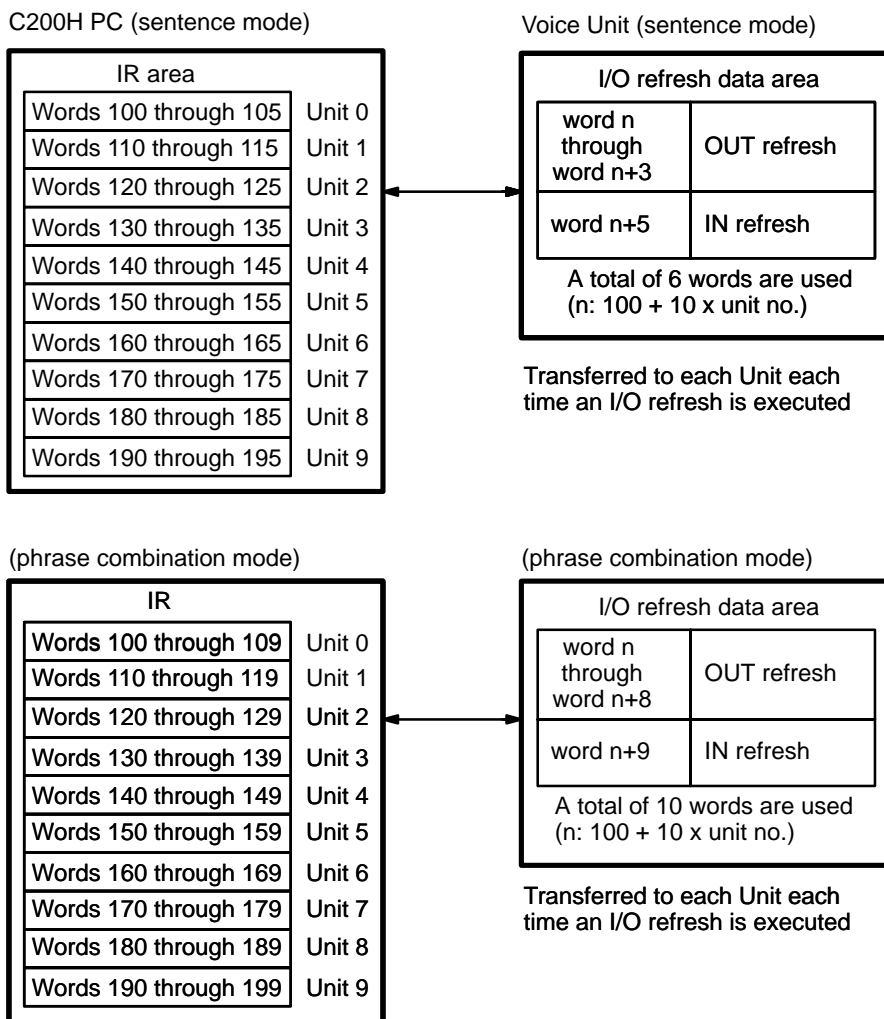 C200H PC (sentence mode)
IR area
Words 100 through 105 Unit 0
Words 110 through 115 Unit 1
Words 120 through 125 Unit 2
Words 130 through 135 Unit 3
Words 140 through 145 Unit 4
Words 150 through 155 Unit 5
Words 160 through 165 Unit 6
Words 170 through 175 Unit 7
Words 180 through 185 Unit 8
Words 190 through 195 Unit 9
Voice Unit (sentence mode)
I/O refresh data area
word n
through
word n+3
OUT refresh
word n+5 IN refresh
A total of 6 words are used
(n: 100 + 10 x unit no.)
Transferred to each Unit each
time an I/O refresh is executed
(phrase combination mode)
IR
Words 100 through 109 Unit 0
Words 110 through 119 Unit 1
Words 120 through 129 Unit 2
Words 130 through 139 Unit 3
Words 140 through 149 Unit 4
Words 150 through 159 Unit 5
Words 160 through 169 Unit 6
Words 170 through 179 Unit 7
Words 180 through 189 Unit 8
Words 190 through 199 Unit 9
(phrase combination mode)
I/O refresh data area
word n
through
word n+8
OUT refresh
word n+9 IN refresh
A total of 10 words are used
(n: 100 + 10 x unit no.)
Transferred to each Unit each
time an I/O refresh is executed